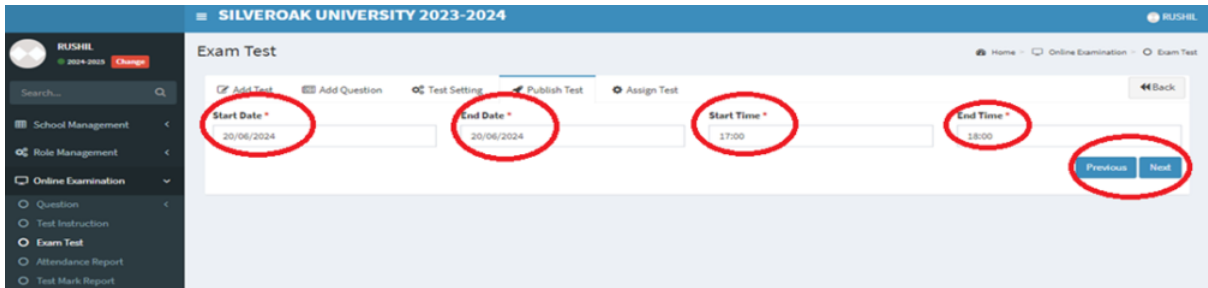 SILVEROAK UNIVERSITY 2023-2024
RUSHIL
RUSHIL
2024-2025 Change
Exam Test
Home - Online Examination - Exam Test
Search...
Add Test Add Question Test Setting Publish Test Assign Test Back
Start Date * End Date * Start Time * End Time *
20/06/2024 20/06/2024 17:00 18:00
Previous Next
School Management
Role Management
Online Examination
Question
Test Instruction
Exam Test
Attendance Report
Test Mark Report